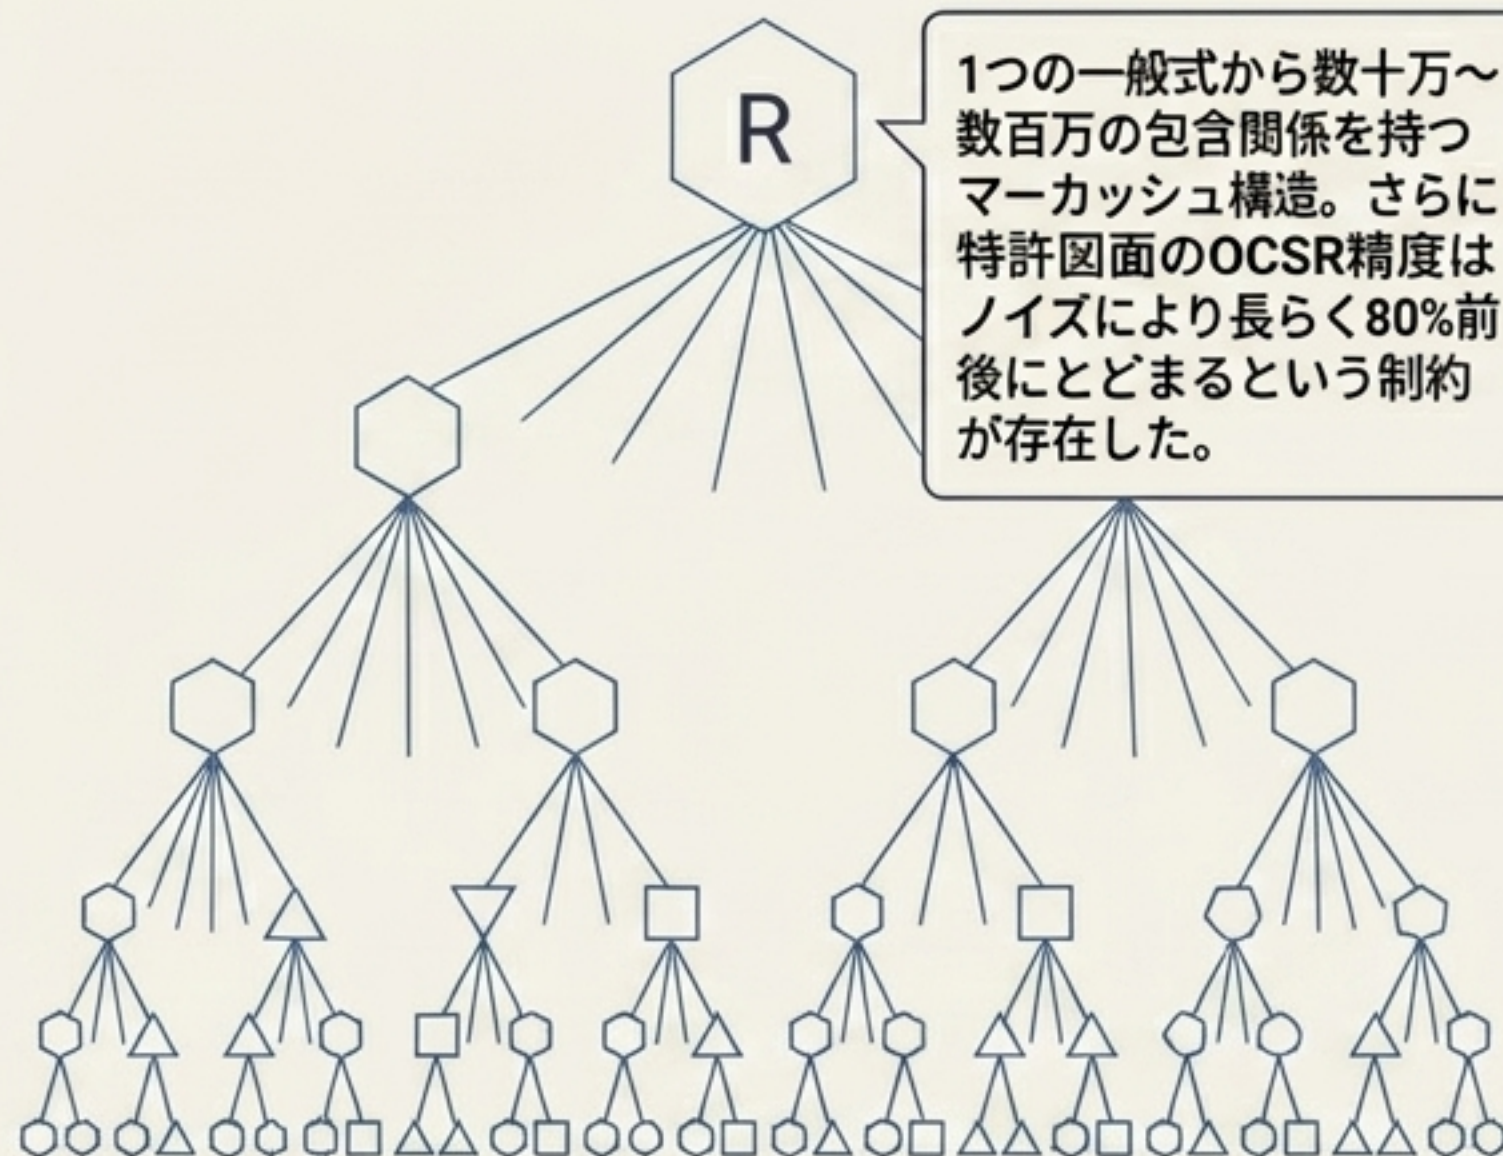 R
1つの一般式から数十万～
数百万の包含関係を持つ
マーカッシュ構造。さらに
特許図面のOCSR精度は
ノイズにより長らく80%前
後にとどまるという制約
が存在した。